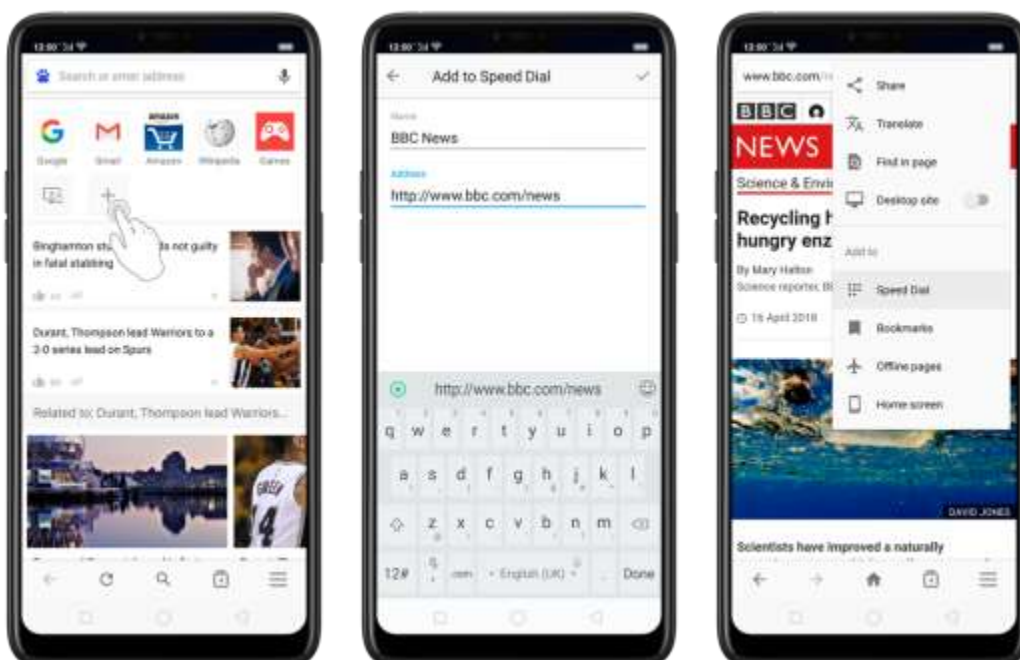 Search or enter address
amazon
Google
Gmail
Amazon
Wikipedia
Games
Binghamton
not guilty
in fatal stabbing
Durant, Thompson lead Warriors to a
2-0 series lead on Spurs
Related to: Durant, Thompson lead Warriors...
Add to Speed Dial
Name
BBC News
Address
http://www.bbc.com/news
http://www.bbc.com/news
q w e r t y u i o p
a s d f g h j k l
z x c v b n m
12# .com English (UK) . Done
www.bbc.com/
BBC
NEWS
Science & Envi
Recycling h
hungry enz
By Mary Halton
Science reporter, B
16 April 2018
Share
Translate
Find in page
Desktop site
Add to
Speed Dial
Bookmarks
Offline pages
Home screen
DAVID JONES
Scientists have improved a naturally